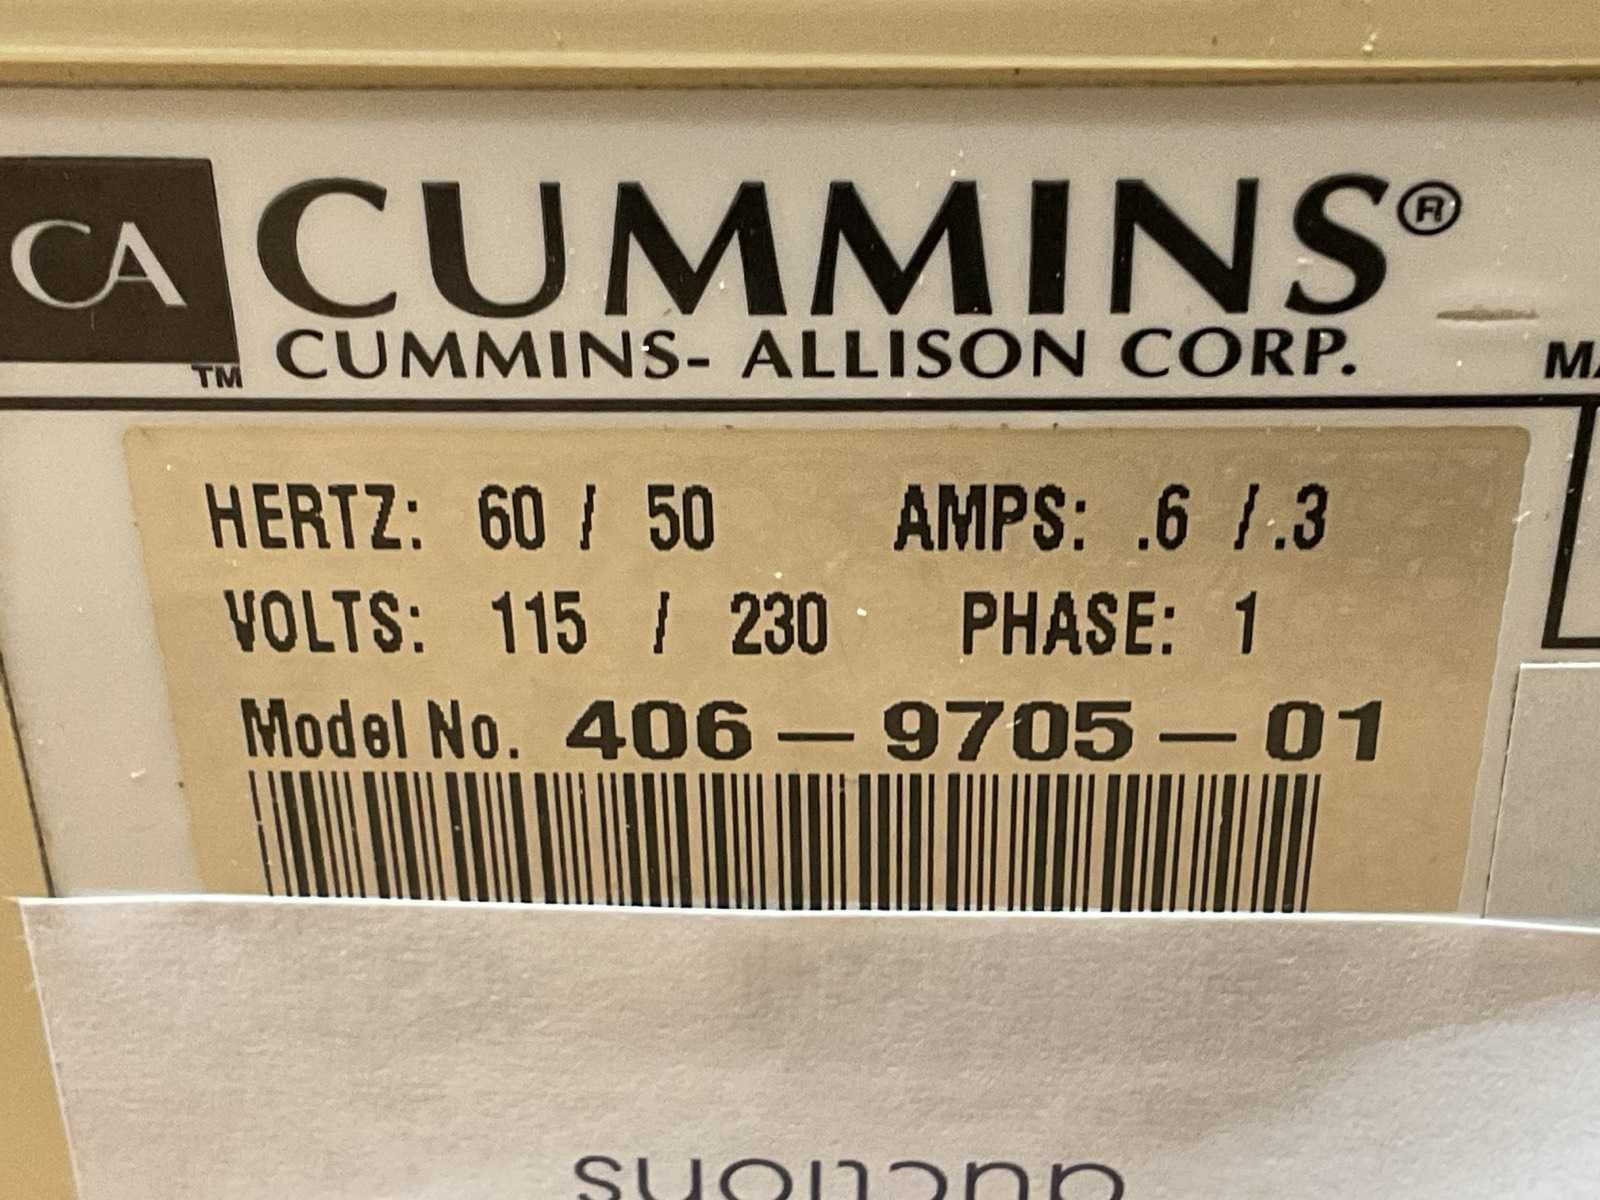 CA
TM
CUMMINS®
CUMMINS- ALLISON CORP.
HERTZ: 60 / 50 AMPS: .6 / .3
VOLTS: 115 / 230 PHASE: 1
Model No. 406-9705-01
auctions